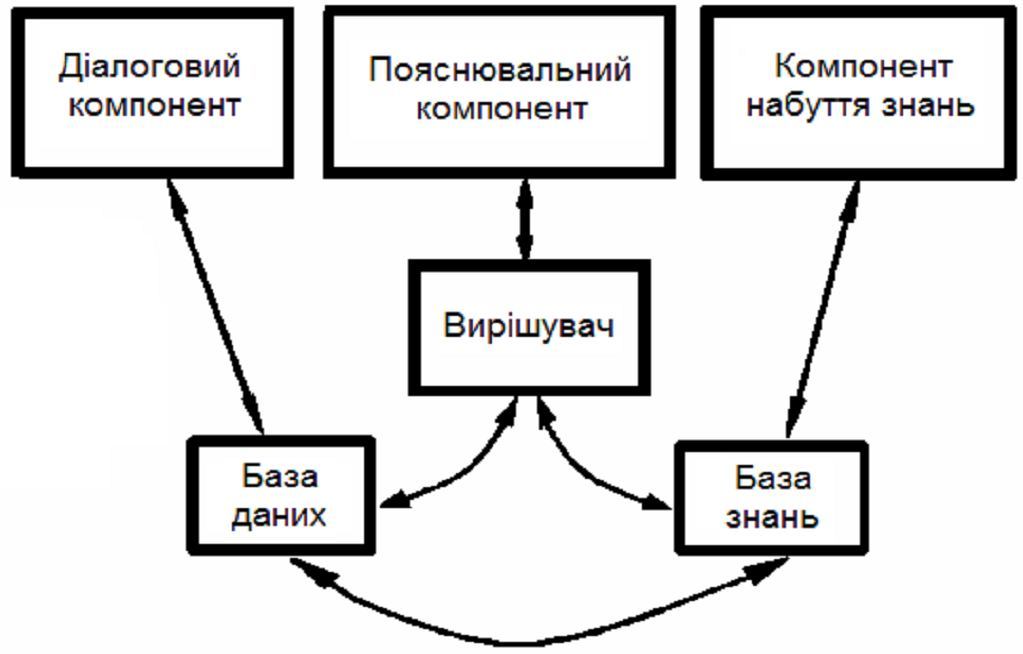 Діалоговий
компонент
Пояснювальний
компонент
Компонент
набуття знань
Вирішувач
База
даних
База
знань